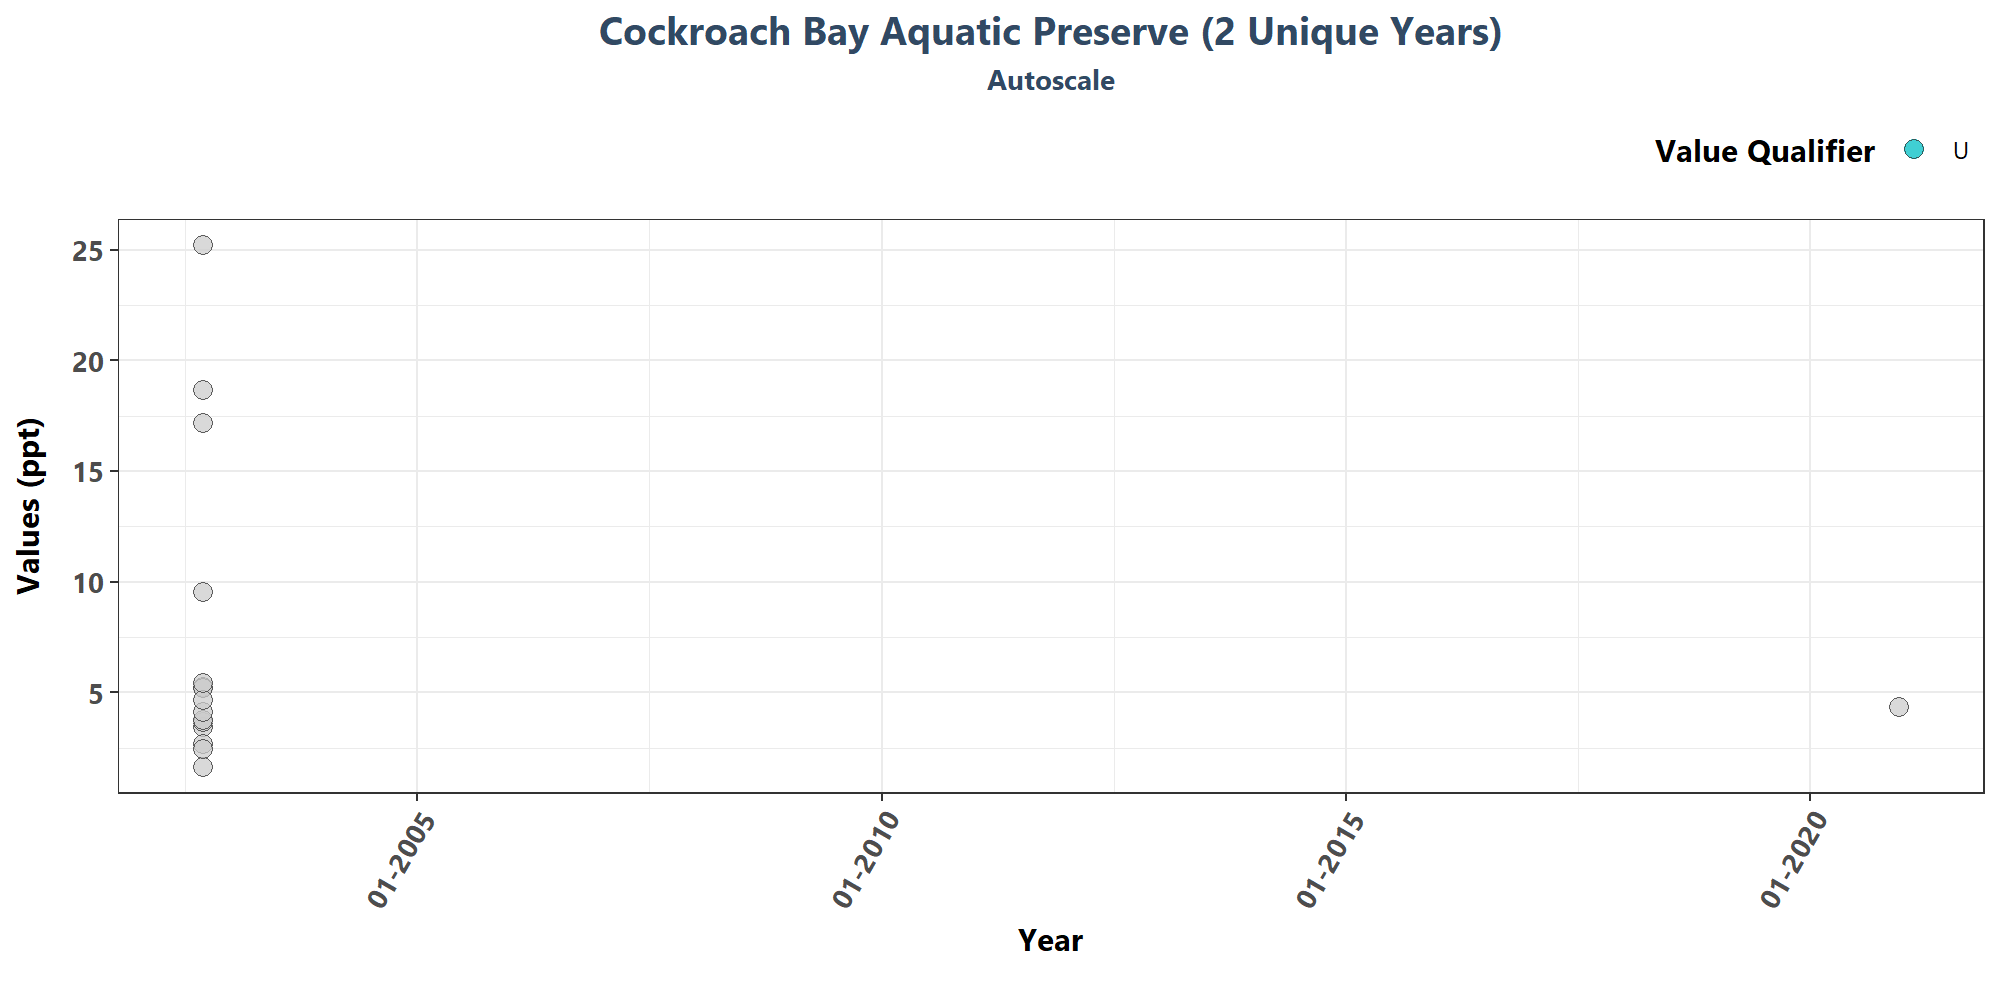 Cockroach Bay Aquatic Preserve (2 Unique Years)
Autoscale
Value Qualifier U
Values (ppt)
25
20
15
10
5
01-2005 01-2010 01-2015 01-2020
Year